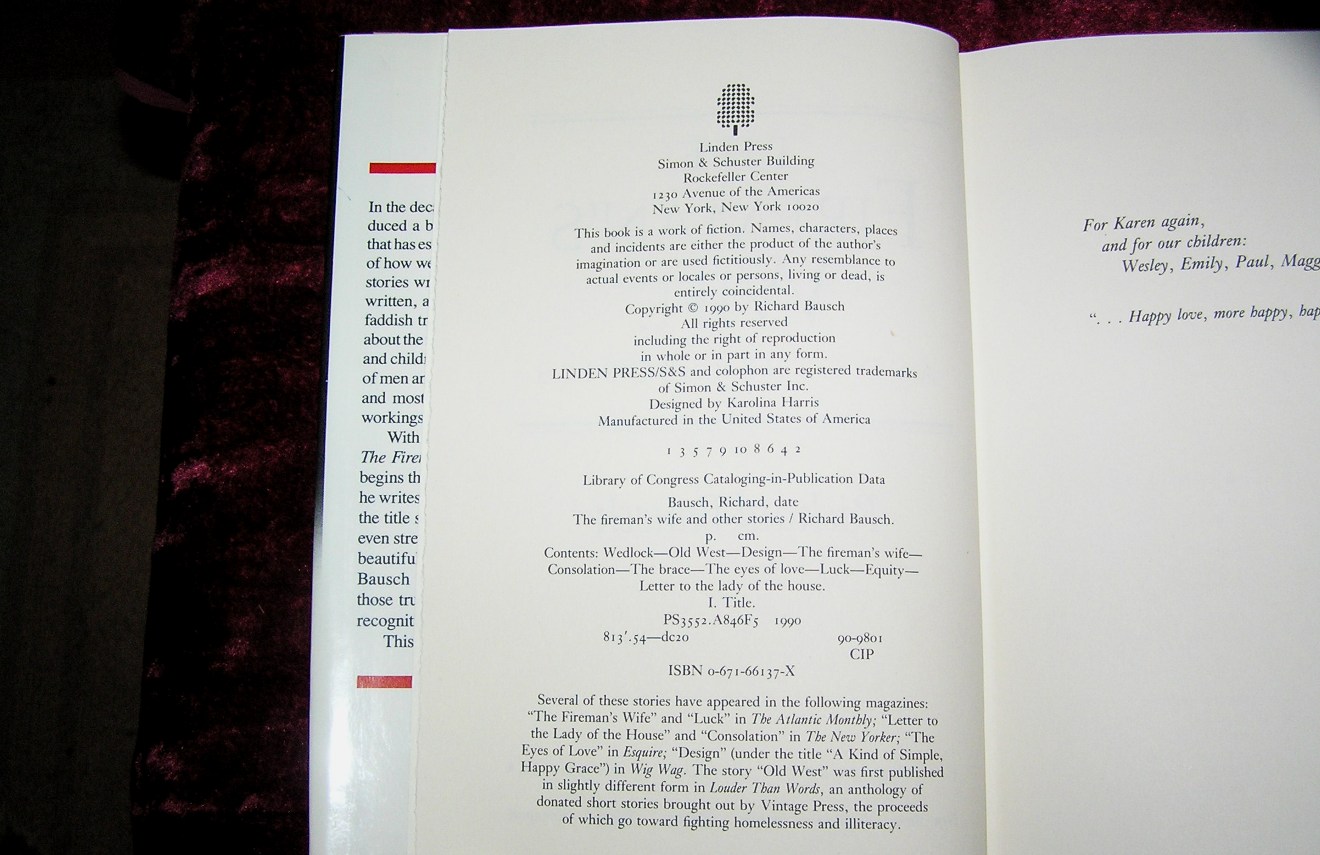 In the dec
duced a b
that has es
of how we
stories wr
written, a
faddish tr
about the
and child
of men ar
and most
workings
With
The Fire
begins th
he writes
the title s
even stre
beautifu
Bausch
those tru
recognit
This
Linden Press
Simon & Schuster Building
Rockefeller Center
1230 Avenue of the Americas
New York, New York 10020
This book is a work of fiction. Names, characters, places
and incidents are either the product of the author's
imagination or are used fictitiously. Any resemblance to
actual events or locales or persons, living or dead, is
entirely coincidental.
Copyright © 1990 by Richard Bausch
All rights reserved
including the right of reproduction
in whole or in part in any form.
LINDEN PRESS/S&S and colophon are registered trademarks
of Simon & Schuster Inc.
Designed by Karolina Harris
Manufactured in the United States of America
1 3 5 7 9 10 8 6 4 2
Library of Congress Cataloging-in-Publication Data
Bausch, Richard, date
The fireman's wife and other stories / Richard Bausch.
p. cm.
Contents: Wedlock—Old West—Design—The fireman's wife—
Consolation—The brace—The eyes of love—Luck—Equity—
Letter to the lady of the house.
I. Title.
PS3552.A846F5 1990
813'.54—dc20 90-9801
CIP
ISBN 0-671-66137-X
Several of these stories have appeared in the following magazines:
“The Fireman's Wife” and “Luck” in The Atlantic Monthly; “Letter to
the Lady of the House” and “Consolation” in The New Yorker; “The
Eyes of Love” in Esquire; “Design” (under the title “A Kind of Simple,
Happy Grace”) in Wig Wag. The story “Old West” was first published
in slightly different form in Louder Than Words, an anthology of
donated short stories brought out by Vintage Press, the proceeds
of which go toward fighting homelessness and illiteracy.
For Karen again,
and for our children:
Wesley, Emily, Paul, Magg
“. . . Happy love, more happy, hap